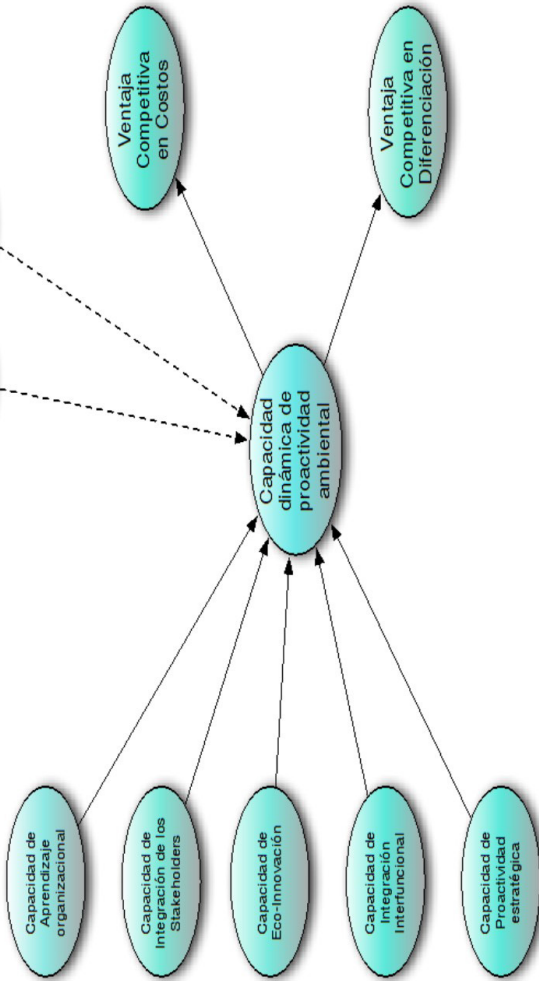 Capacidad de
Aprendizaje
organizacional
Capacidad de
Integración de los
Stakeholders
Capacidad de
Eco-Innovación
Capacidad de
Integración
Interfuncional
Capacidad de
Proactividad
estratégica
Capacidad
dinámica de
proactividad
ambiental
Ventaja
Competitiva
en Costos
Ventaja
Competitiva en
Diferenciación